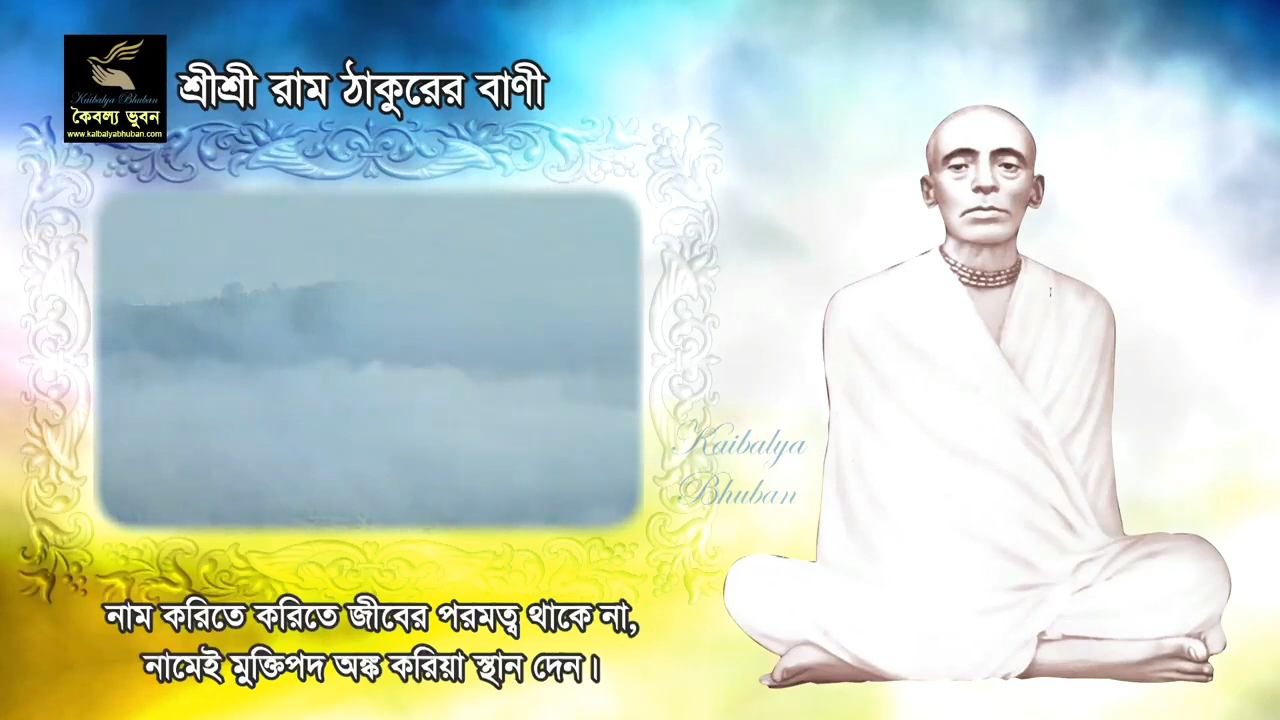 শ্রীশ্রী রাম ঠাকুরের বাণী
Kaibalya Bhuban
কৈবল্য ভুবন
www.kaibalyabhuban.com
Kaibalya
Bhuban
নাম করিতে করিতে জীবের পরমত্ব থাকে না,
নামেই মুক্তিপদ অঙ্ক করিয়া স্থান দেন।